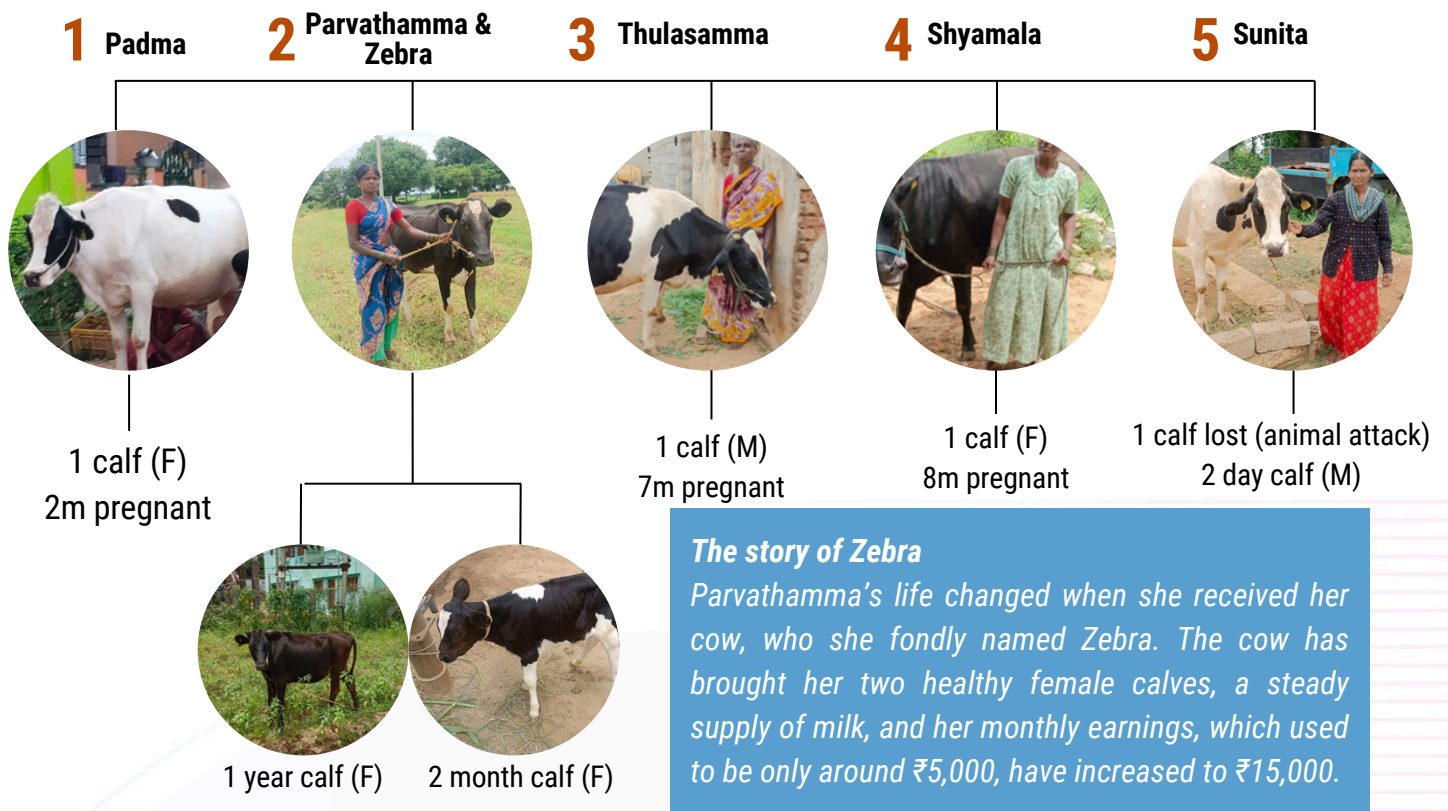 1 Padma
2 Parvathamma &
Zebra
3 Thulasamma
4 Shyamala
5 Sunita
1 calf (F)
2m pregnant
1 calf (M)
7m pregnant
1 calf (F)
8m pregnant
1 calf lost (animal attack)
2 day calf (M)
1 year calf (F)
2 month calf (F)
The story of Zebra
Parvathamma’s life changed when she received her
cow, who she fondly named Zebra. The cow has
brought her two healthy female calves, a steady
supply of milk, and her monthly earnings, which used
to be only around ₹5,000, have increased to ₹15,000.